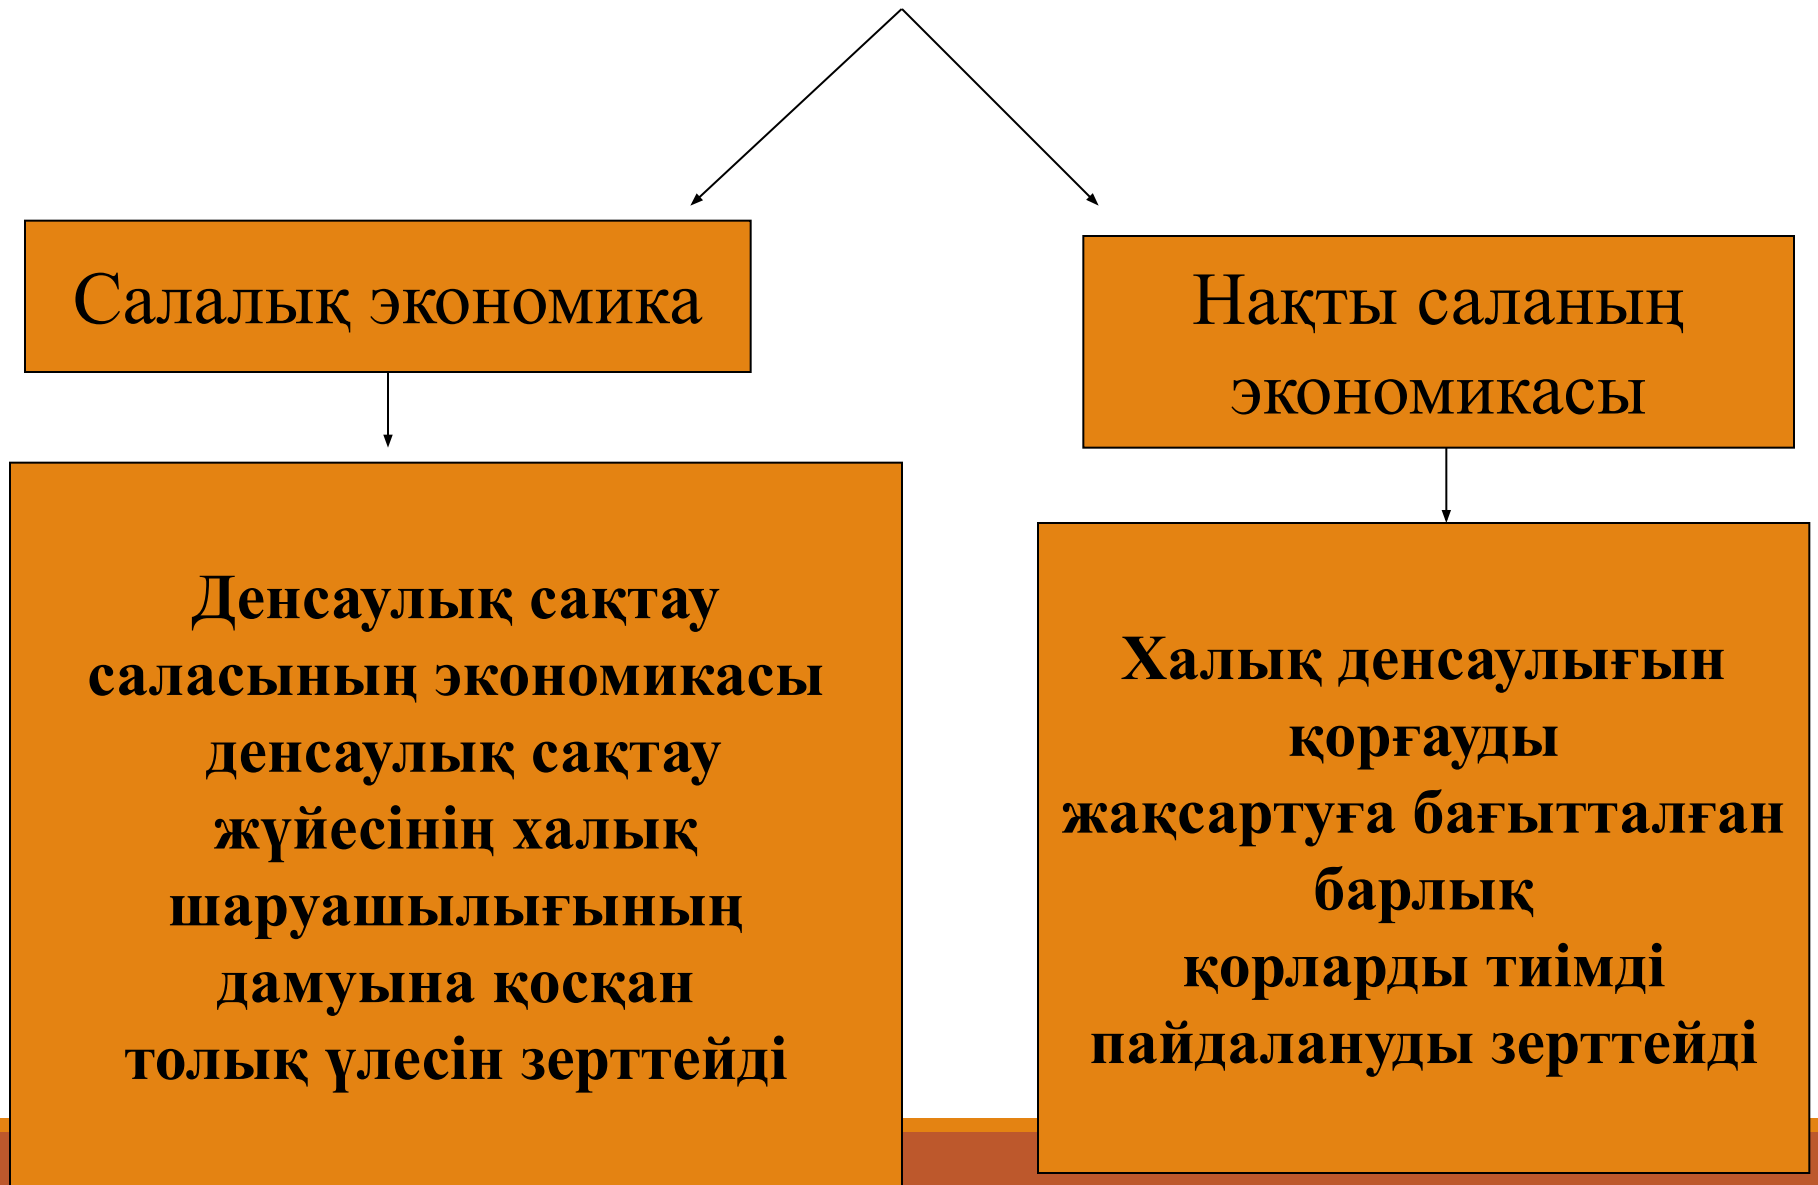 Салалық экономика
Нақты саланың
экономикасы
Денсаулық сақтау
саласының экономикасы
денсаулық сақтау
жүйесінің халық
шаруашылығының
дамуына қосқан
толық үлесін зерттейді
Халық денсаулығын
қорғауды
жақсартуға бағытталған
барлық
қорларды тиімді
пайдалануды зерттейді